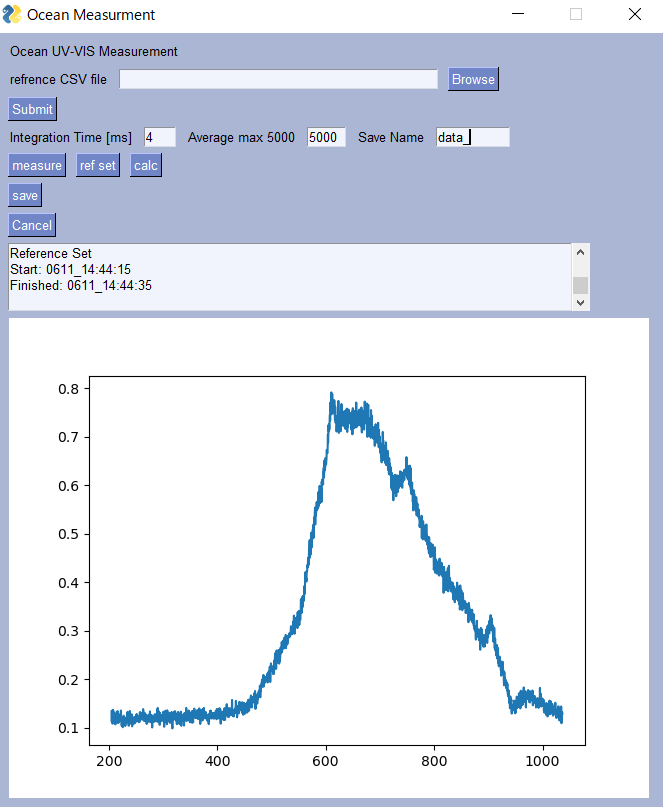 Ocean Measurment
Ocean UV-VIS Measurement
refrence CSV file Browse
Submit
Integration Time [ms] 4 Average max 5000 5000 Save Name data_
measure ref set calc
save
Cancel
Reference Set
Start: 0611_14:44:15
Finished: 0611_14:44:35
0.8
0.7
0.6
0.5
0.4
0.3
0.2
0.1
200 400 600 800 1000